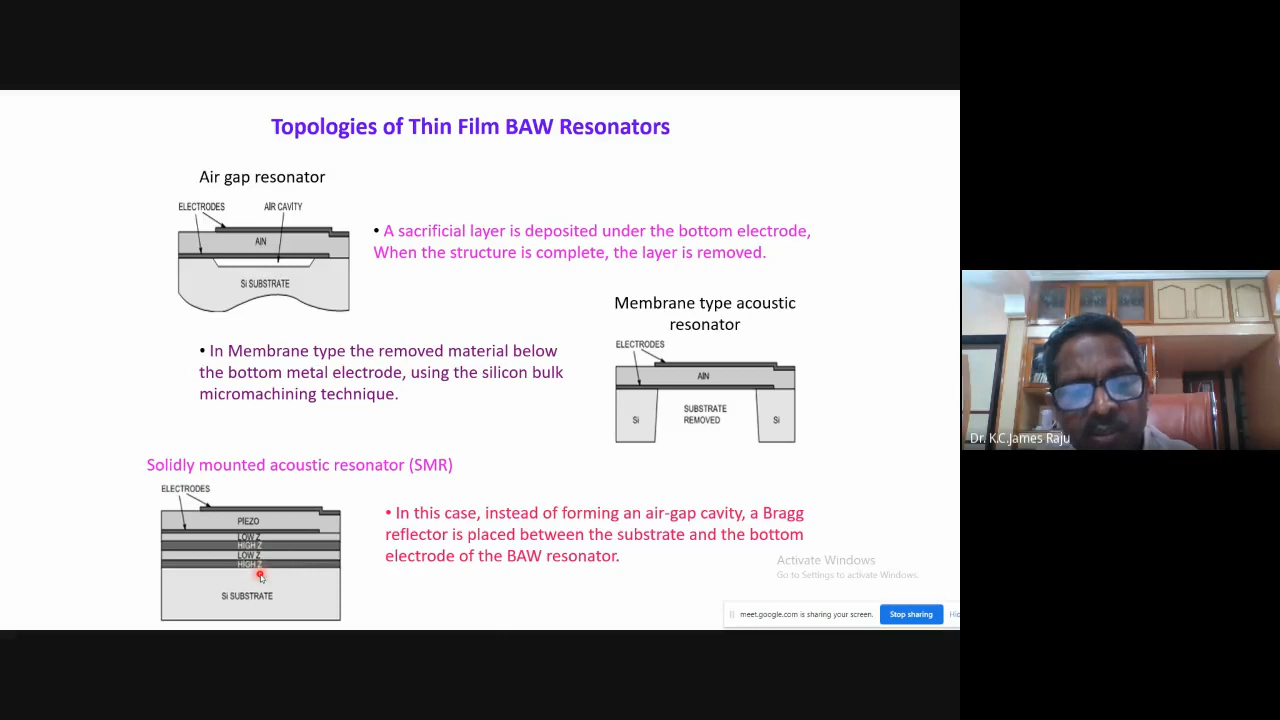 Topologies of Thin Film BAW Resonators
Air gap resonator
ELECTRODES
AIR CAVITY
AlN
Si SUBSTRATE
• A sacrificial layer is deposited under the bottom electrode,
When the structure is complete, the layer is removed.
Membrane type acoustic
resonator
ELECTRODES
AlN
Si
SUBSTRATE
REMOVED
Si
• In Membrane type the removed material below
the bottom metal electrode, using the silicon bulk
micromachining technique.
Solidly mounted acoustic resonator (SMR)
ELECTRODES
PIEZO
LOW Z
HIGH Z
LOW Z
HIGH Z
Si SUBSTRATE
• In this case, instead of forming an air-gap cavity, a Bragg
reflector is placed between the substrate and the bottom
electrode of the BAW resonator.
Activate Windows
Go to Settings to activate Windows.
meet.google.com is sharing your screen.
Stop sharing
Hid
Dr. K.C.James Raju